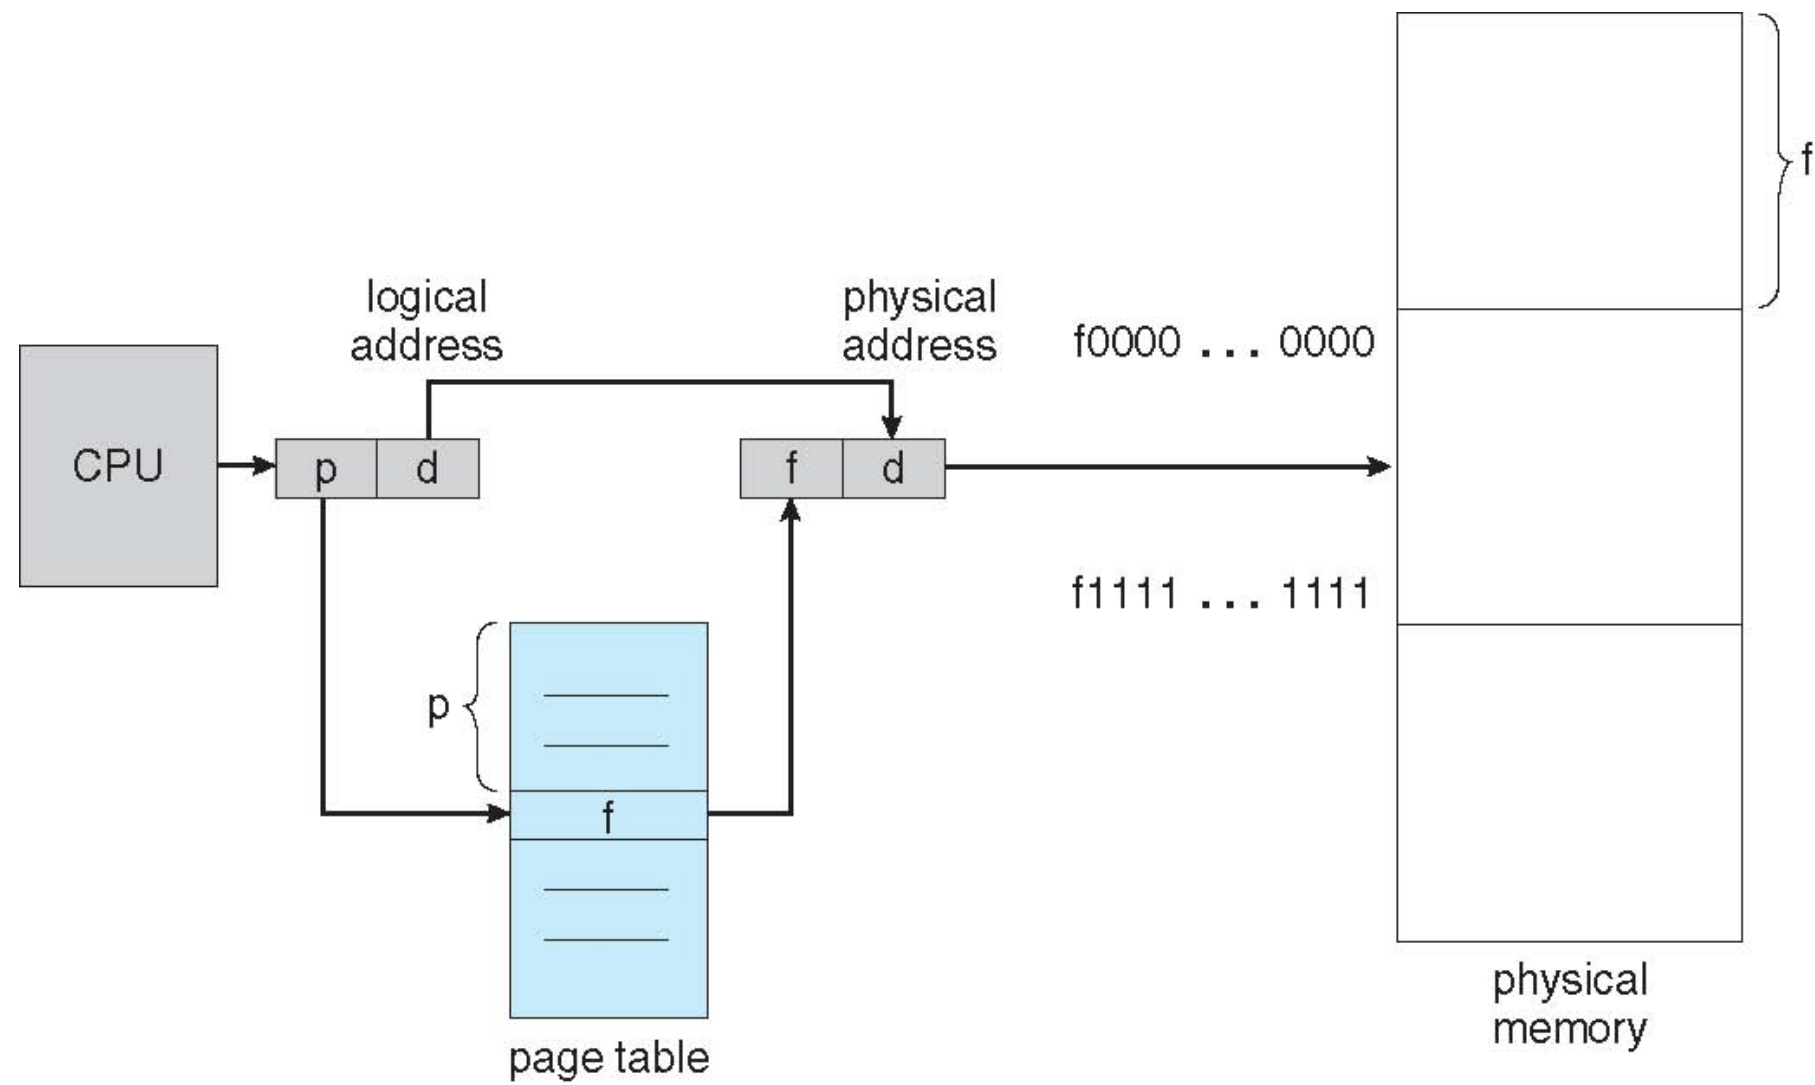 f
logical
address
physical
address
f0000 ... 0000
CPU
p
d
f
d
f1111 ... 1111
p
f
page table
physical
memory